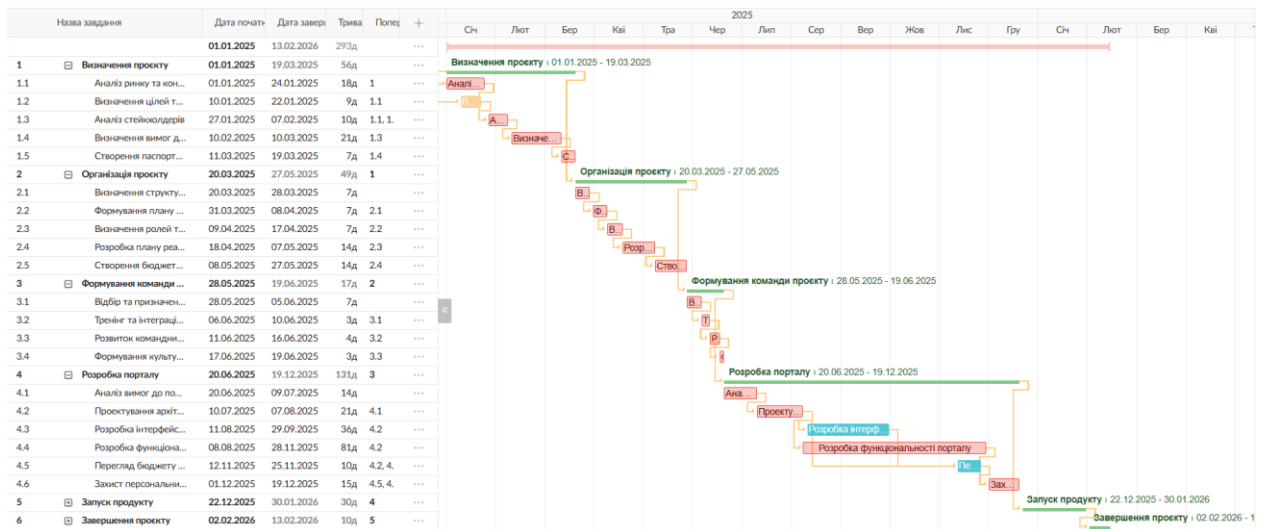 Назва завдання Дата початк Дата завер Трива Попер +
2025
Січ Лют Бер Кві Тра Чер Лип Сер Вер Жов Лис Гру Січ Лют Бер Кві
01.01.2025 13.02.2026 293д
1 Визначення проєкту 01.01.2025 19.03.2025 56д
Визначення проєкту 01.01.2025 - 19.03.2025
1.1 Аналіз ринку та кон... 01.01.2025 24.01.2025 18д 1
Аналі...
1.2 Визначення цілей т... 10.01.2025 22.01.2025 9д 1.1
1.3 Аналіз стейкхолдерів 27.01.2025 07.02.2025 10д 1.1, 1.
А...
1.4 Визначення вимог д... 10.02.2025 10.03.2025 21д 1.3
Визначе...
1.5 Створення паспорт... 11.03.2025 19.03.2025 7д 1.4
С...
2 Організація проєкту 20.03.2025 27.05.2025 49д 1
Організація проєкту 20.03.2025 - 27.05.2025
2.1 Визначення структу... 20.03.2025 28.03.2025 7д
В...
2.2 Формування плану ... 31.03.2025 08.04.2025 7д 2.1
Ф...
2.3 Визначення ролей т... 09.04.2025 17.04.2025 7д 2.2
В...
2.4 Розробка плану реа... 18.04.2025 07.05.2025 14д 2.3
Розр...
2.5 Створення бюджет... 08.05.2025 27.05.2025 14д 2.4
Ство...
3 Формування команди ... 28.05.2025 19.06.2025 17д 2
Формування команди проєкту 28.05.2025 - 19.06.2025
3.1 Відбір та призначен... 28.05.2025 05.06.2025 7д
В...
3.2 Тренінг та інтеграці... 06.06.2025 10.06.2025 3д 3.1
Т
3.3 Розвиток командни... 11.06.2025 16.06.2025 4д 3.2
Р.
3.4 Формування культу... 17.06.2025 19.06.2025 3д 3.3
4 Розробка порталу 20.06.2025 19.12.2025 131д 3
Розробка порталу 20.06.2025 - 19.12.2025
4.1 Аналіз вимог до по... 20.06.2025 09.07.2025 14д
Ана...
4.2 Проектування архіт... 10.07.2025 07.08.2025 21д 4.1
Проекту...
4.3 Розробка інтерфейс... 11.08.2025 29.09.2025 36д 4.2
Розробка інтерф...
4.4 Розробка функціона... 08.08.2025 28.11.2025 81д 4.2
Розробка функціональності порталу
4.5 Перегляд бюджету ... 12.11.2025 25.11.2025 10д 4.2, 4.
Пе...
4.6 Захист персональни... 01.12.2025 19.12.2025 15д 4.5, 4.
Зах...
5 Запуск продукту 22.12.2025 30.01.2026 30д 4
Запуск продукту 22.12.2025 - 30.01.2026
6 Завершення проєкту 02.02.2026 13.02.2026 10д 5
Завершення проєкту 02.02.2026 - 1